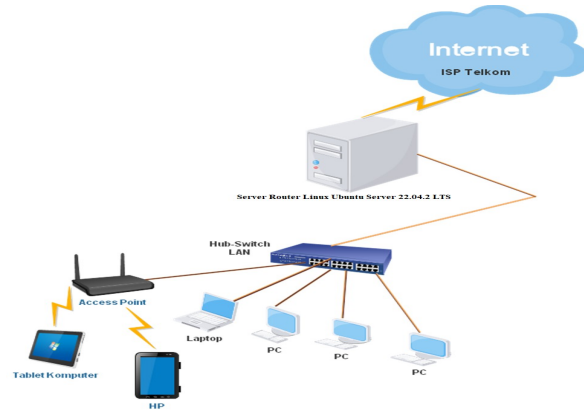 Internet
ISP Telkom
Server Router Linux Ubuntu Server 22.04.2 LTS
Hub-Switch
LAN
Access Point
Laptop
PC
PC
PC
Tablet Komputer
HP